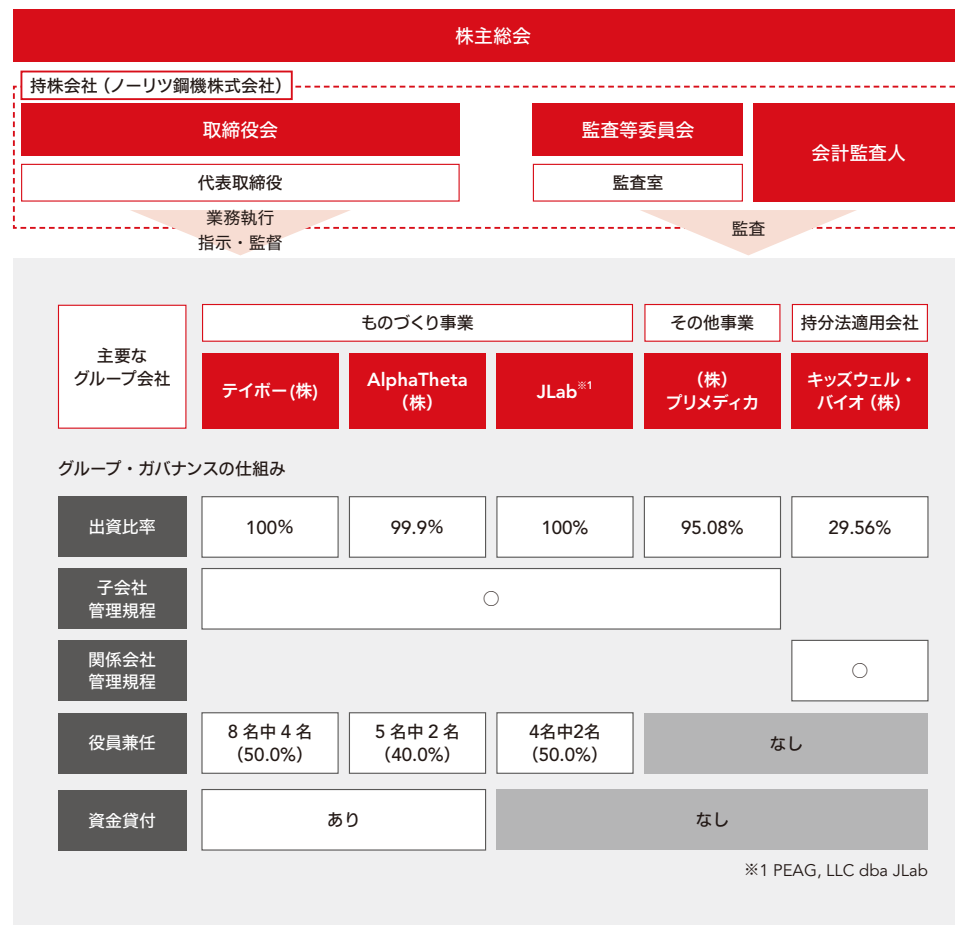 株主総会
持株会社（ノーリツ鋼機株式会社）
取締役会
監査等委員会
会計監査人
代表取締役
監査室
業務執行
指示・監督
監査
主要な
グループ会社
ものづくり事業
その他事業
持分法適用会社
テイボー(株)
AlphaTheta
（株）
JLab※1
（株）
プリメディカ
キッズウェル・
バイオ（株）
グループ・ガバナンスの仕組み
出資比率
100%
99.9%
100%
95.08%
29.56%
子会社
管理規程
○
関係会社
管理規程
○
役員兼任
8 名中 4 名
(50.0%)
5 名中 2 名
(40.0%)
4名中2名
(50.0%)
なし
資金貸付
あり
なし
※1 PEAG, LLC dba JLab